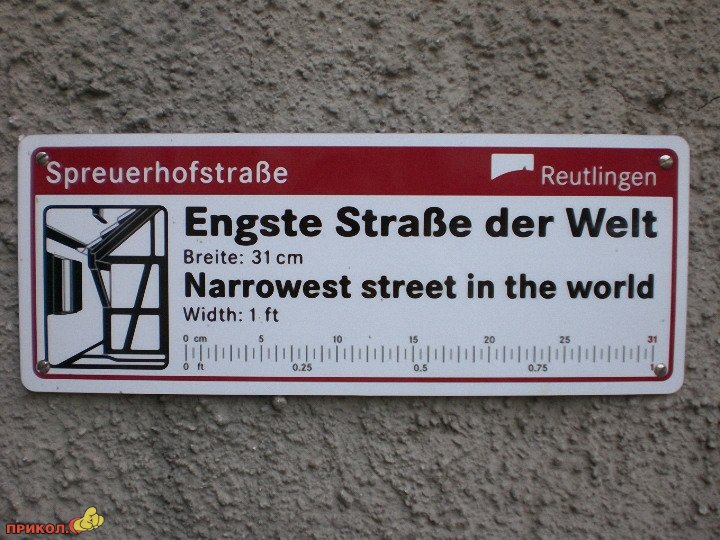 Spreuerhofstraße Reutlingen
Engste Straße der Welt
Breite: 31 cm
Narrowest street in the world
Width: 1 ft
0 cm 5 10 15 20 25 31
0 ft 0.25 0.5 0.75 1
ПРИКОЛ.